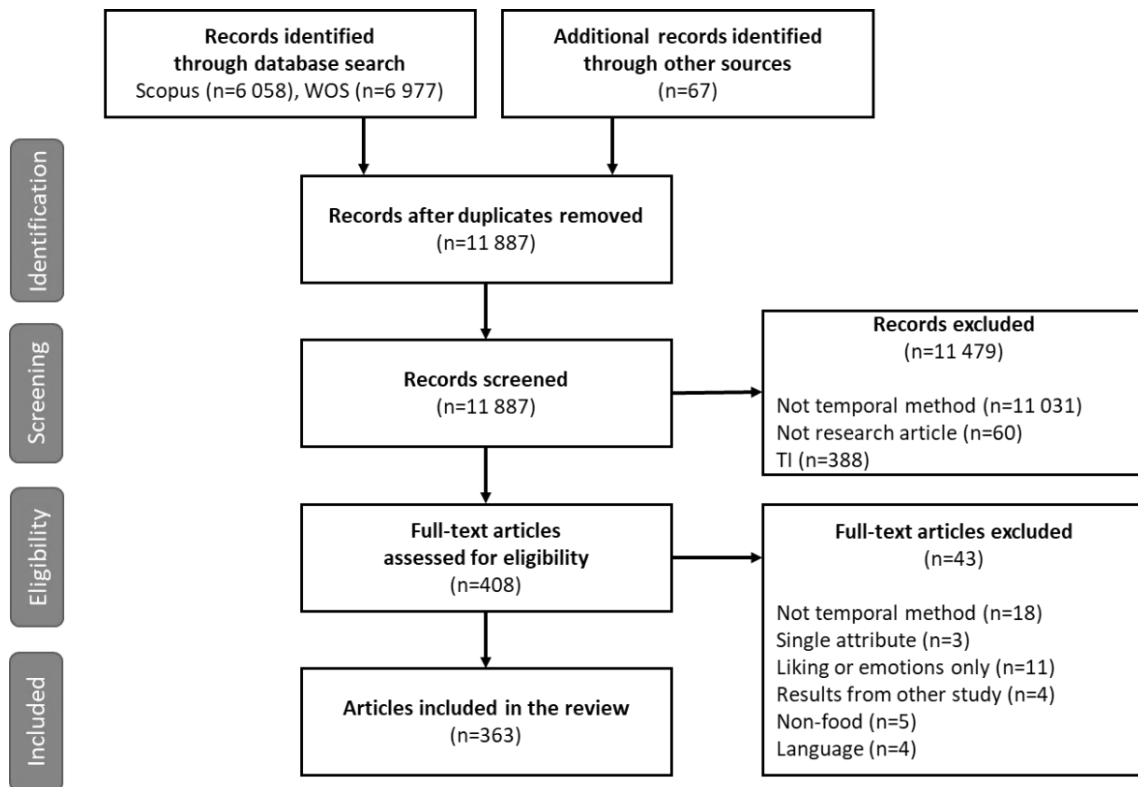 Records identified
through database search
Scopus (n=6 058), WOS (n=6 977)
Additional records identified
through other sources
(n=67)
Identification
Records after duplicates removed
(n=11 887)
Screening
Records screened
(n=11 887)
Records excluded
(n=11 479)
Not temporal method (n=11 031)
Not research article (n=60)
TI (n=388)
Eligibility
Full-text articles
assessed for eligibility
(n=408)
Full-text articles excluded
(n=43)
Not temporal method (n=18)
Single attribute (n=3)
Liking or emotions only (n=11)
Results from other study (n=4)
Non-food (n=5)
Language (n=4)
Included
Articles included in the review
(n=363)